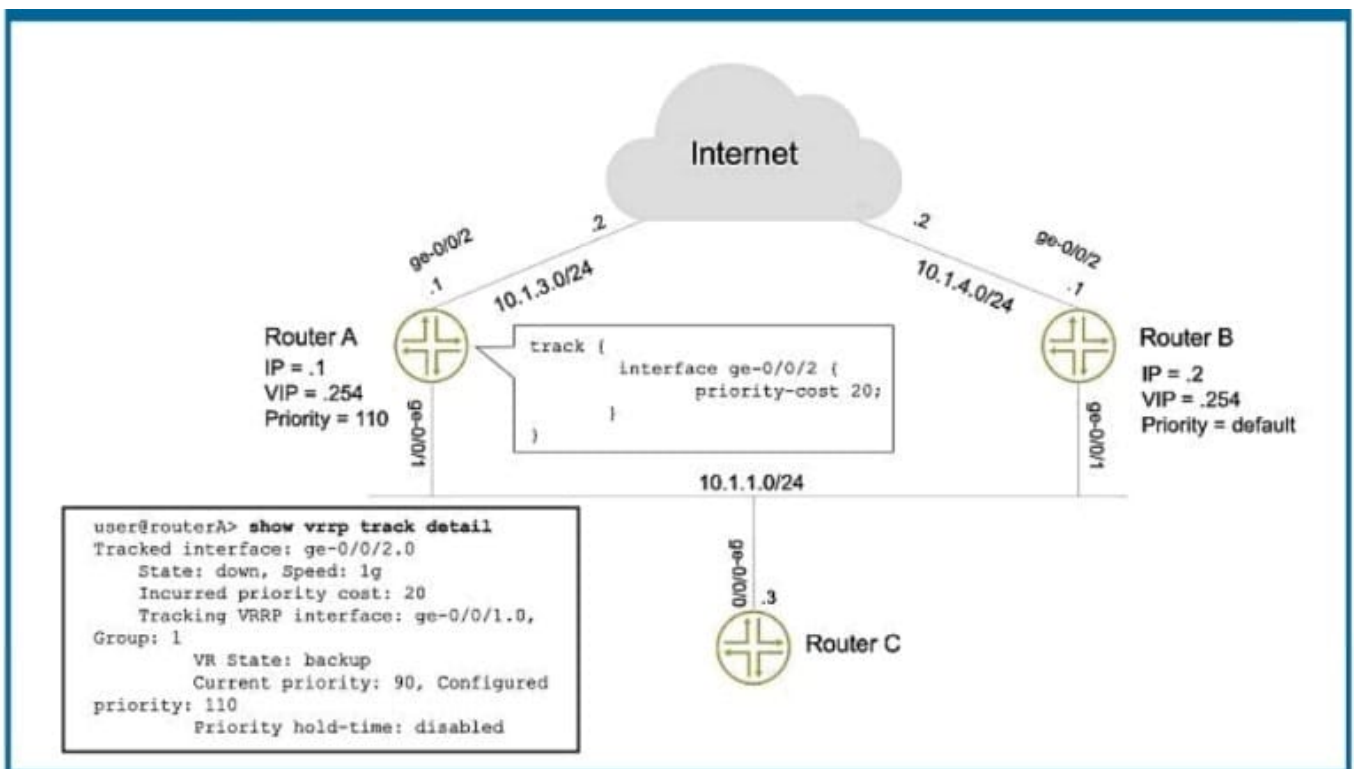 Internet
ge-0/0/2
.2
.1
10.1.3.0/24
.2
ge-0/0/2
.1
10.1.4.0/24
Router A
IP = .1
VIP = .254
Priority = 110
ge-0/0/1
track {
interface ge-0/0/2 {
priority-cost 20;
}
}
Router B
IP = .2
VIP = .254
Priority = default
ge-0/0/1
10.1.1.0/24
user@routerA> show vrrp track detail
Tracked interface: ge-0/0/2.0
State: down, Speed: 1g
Incurred priority cost: 20
Tracking VRRP interface: ge-0/0/1.0,
Group: 1
VR State: backup
Current priority: 90, Configured
priority: 110
Priority hold-time: disabled
ge-0/0/0
.3
Router C